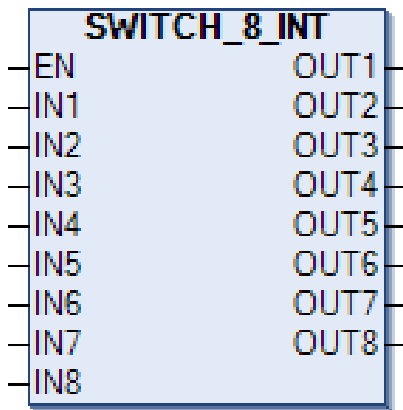 SWITCH_8_INT
EN OUT1
IN1 OUT2
IN2 OUT3
IN3 OUT4
IN4 OUT5
IN5 OUT6
IN6 OUT7
IN7 OUT8
IN8